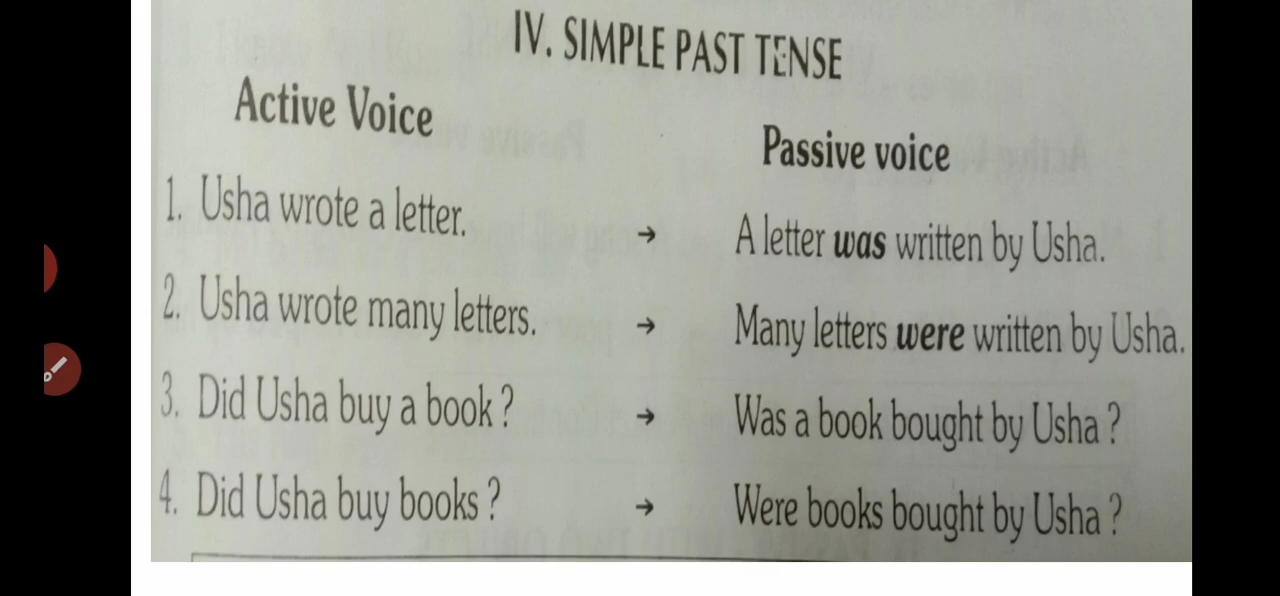 IV. SIMPLE PAST TENSE
Active Voice
Passive voice
1. Usha wrote a letter. → A letter was written by Usha.
2. Usha wrote many letters. → Many letters were written by Usha.
3. Did Usha buy a book ? → Was a book bought by Usha ?
4. Did Usha buy books ? → Were books bought by Usha ?